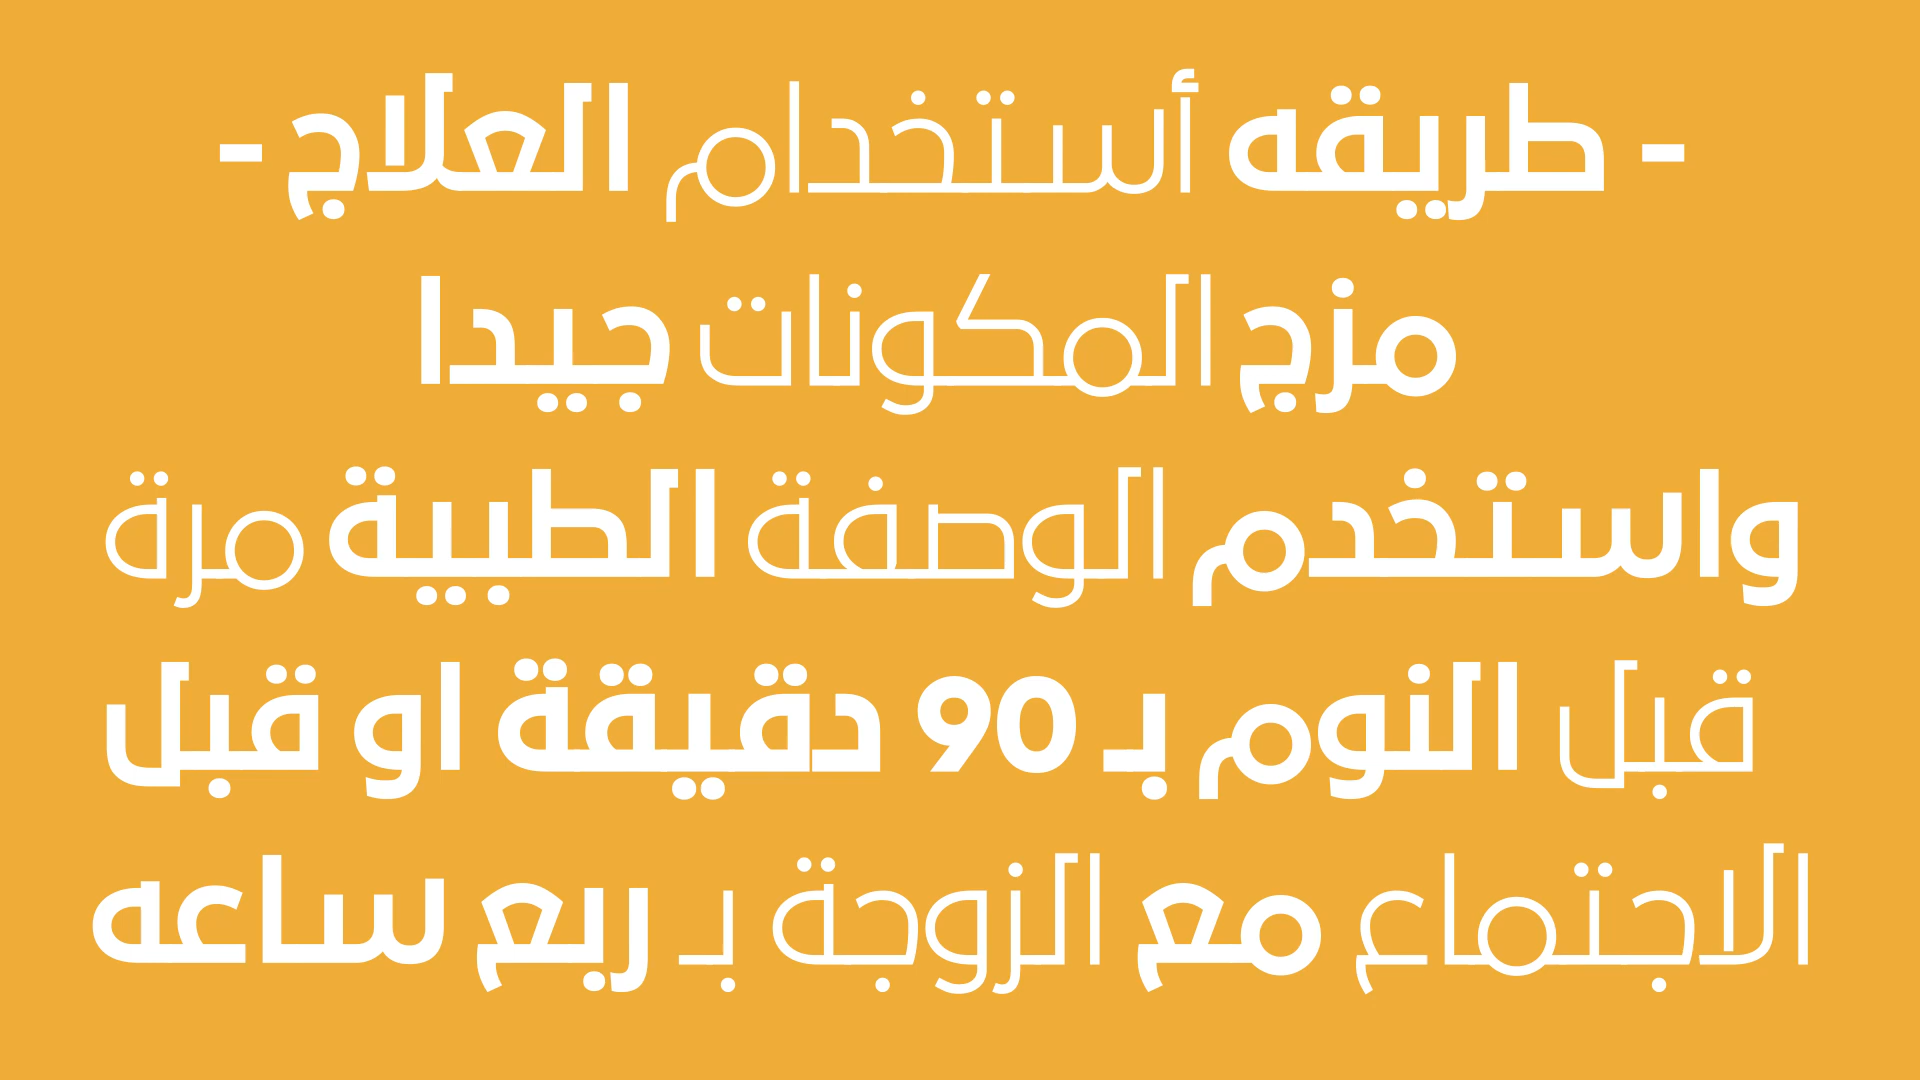 - طريقه أستخدام العلاج -
مزج المكونات جيدا
واستخدم الوصفة الطبية مرة
قبل النوم بـ 90 دقيقة او قبل
الاجتماع مع الزوجة بـ ربع ساعه